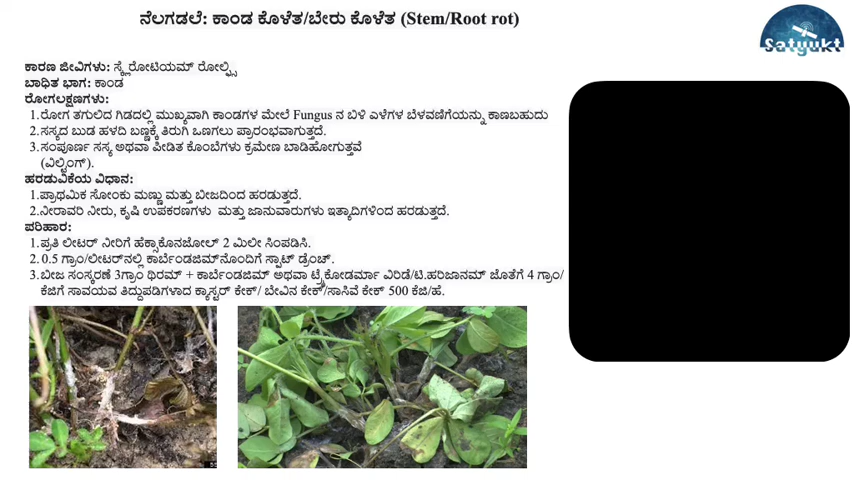 ನೆಲಗಡಲೆ: ಕಾಂಡ ಕೊಳೆತ/ಬೇರು ಕೊಳೆತ (Stem/Root rot)
Satyukt
ಕಾರಣ ಜೀವಿಗಳು: ಸ್ಕ್ಲೆರೋಟಿಯಮ್ ರೋಲ್ಫ್ಸಿ
ಬಾಧಿತ ಭಾಗ: ಕಾಂಡ
ರೋಗಲಕ್ಷಣಗಳು:
1.ರೋಗ ತಗುಲಿದ ಗಿಡದಲ್ಲಿ ಮುಖ್ಯವಾಗಿ ಕಾಂಡಗಳ ಮೇಲೆ Fungus ನ ಬಿಳಿ ಎಳೆಗಳ ಬೆಳವಣಿಗೆಯನ್ನು ಕಾಣಬಹುದು
2.ಸಸ್ಯದ ಬುಡ ಹಳದಿ ಬಣ್ಣಕ್ಕೆ ತಿರುಗಿ ಒಣಗಲು ಪ್ರಾರಂಭವಾಗುತ್ತದೆ.
3.ಸಂಪೂರ್ಣ ಸಸ್ಯ ಅಥವಾ ಪೀಡಿತ ಕೊಂಬೆಗಳು ಕ್ರಮೇಣ ಬಾಡಿಹೋಗುತ್ತವೆ
(ವಿಲ್ಟಿಂಗ್).
ಹರಡುವಿಕೆಯ ವಿಧಾನ:
1.ಪ್ರಾಥಮಿಕ ಸೋಂಕು ಮಣ್ಣು ಮತ್ತು ಬೀಜದಿಂದ ಹರಡುತ್ತದೆ.
2.ನೀರಾವರಿ ನೀರು, ಕೃಷಿ ಉಪಕರಣಗಳು ಮತ್ತು ಜಾನುವಾರುಗಳು ಇತ್ಯಾದಿಗಳಿಂದ ಹರಡುತ್ತದೆ.
ಪರಿಹಾರ:
1.ಪ್ರತಿ ಲೀಟರ್ ನೀರಿಗೆ ಹೆಕ್ಸಾಕೊನಜೋಲ್ 2 ಮಿಲೀ ಸಿಂಪಡಿಸಿ.
2. 0.5 ಗ್ರಾಂ/ಲೀಟರ್‌ನಲ್ಲಿ ಕಾರ್ಬೆಂಡಜಿಮ್‌ನೊಂದಿಗೆ ಸ್ಪಾಟ್ ಡ್ರೆಂಚ್.
3. ಬೀಜ ಸಂಸ್ಕರಣೆ 3ಗ್ರಾಂ ಥಿರಮ್ + ಕಾರ್ಬೆಂಡಜಿಮ್ ಅಥವಾ ಟ್ರೈಕೋಡರ್ಮಾ ವಿರಿಡೆ/ಟಿ.ಹರಿಜಾನಮ್ ಜೊತೆಗೆ 4 ಗ್ರಾಂ/
ಕೆಜಿಗೆ ಸಾವಯವ ತಿದ್ದುಪಡಿಗಳಾದ ಕ್ಯಾಸ್ಟರ್ ಕೇಕ್/ ಬೇವಿನ ಕೇಕ್/ಸಾಸಿವೆ ಕೇಕ್ 500 ಕೆಜಿ/ಹೆ.